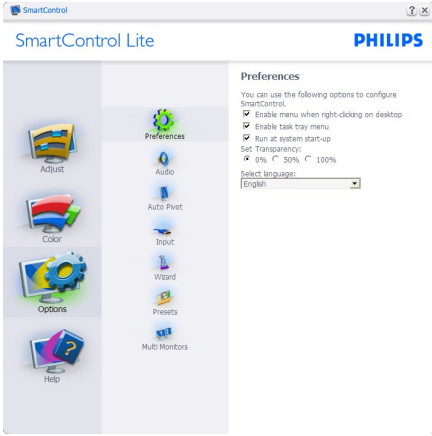 SmartControl
SmartControl Lite
PHILIPS
Adjust
Color
Options
Help
Preferences
Audio
Auto Pivot
Input
Wizard
Presets
Multi Monitors
Preferences
You can use the following options to configure
SmartControl.
Enable menu when right-clicking on desktop
Enable task tray menu
Run at system start-up
Set Transparency:
0% 50% 100%
Select language:
English